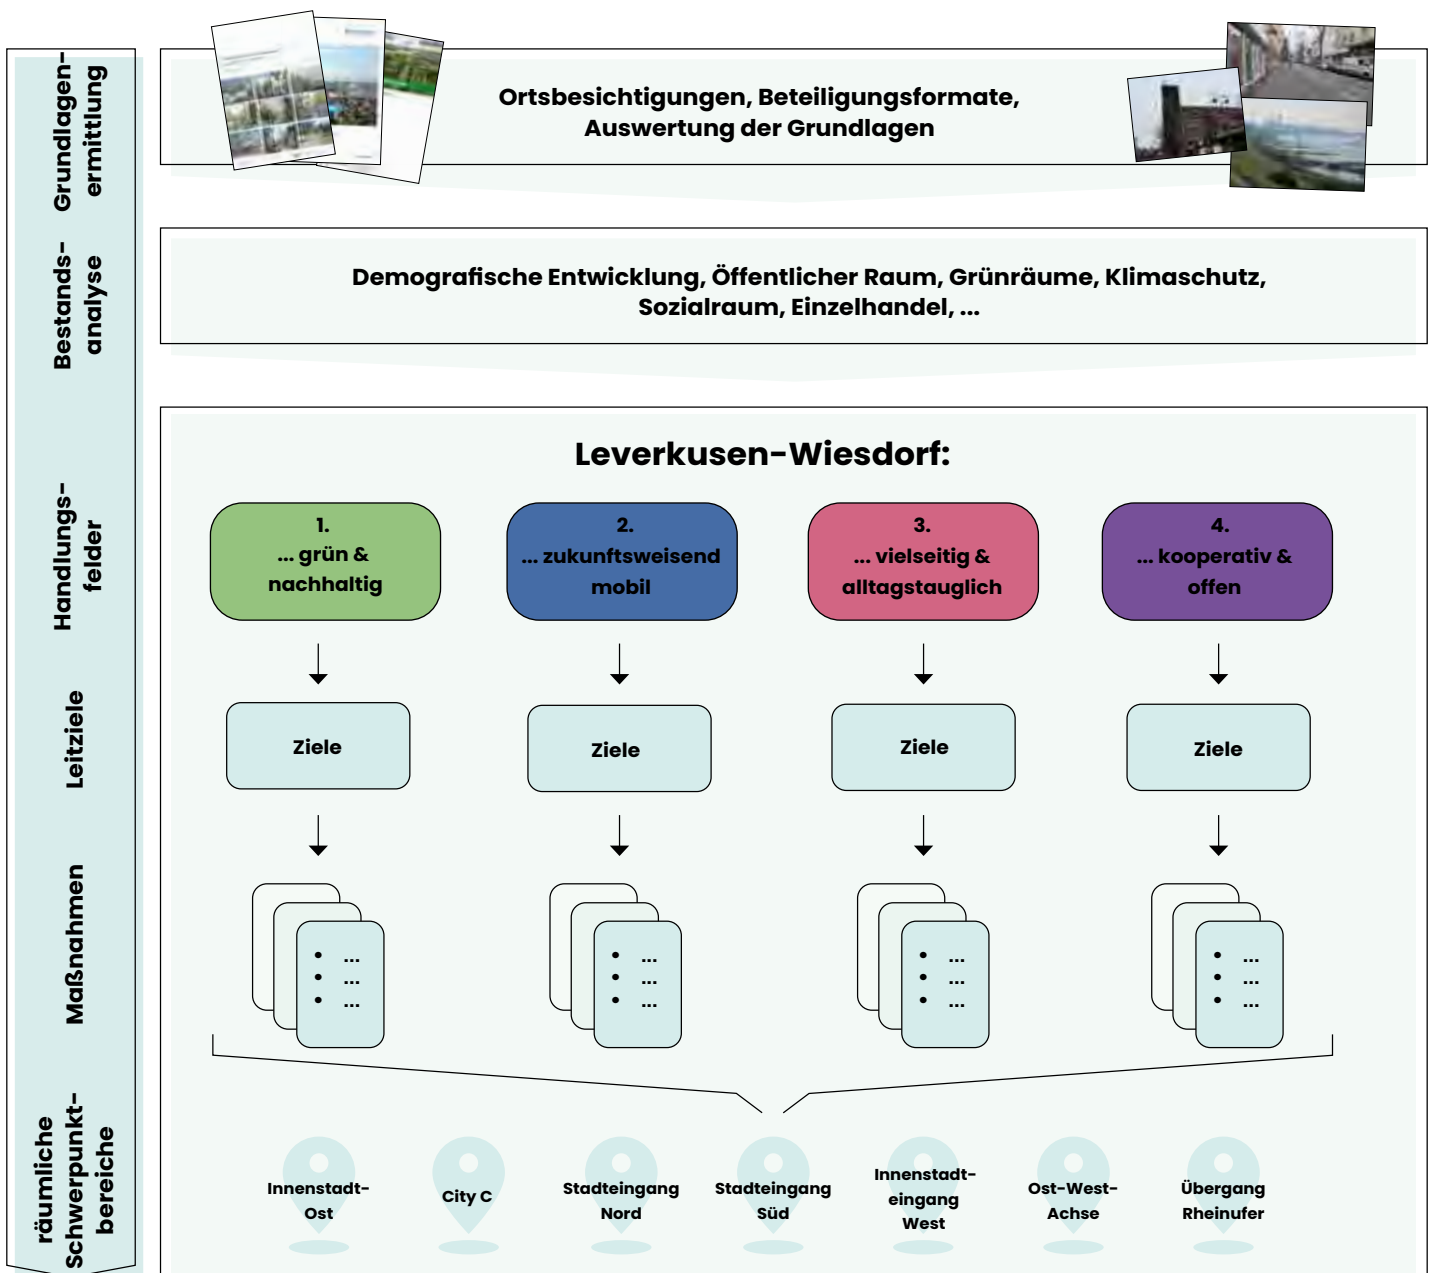 Grundlagen-
ermittlung
Ortsbesichtigungen, Beteiligungsformate,
Auswertung der Grundlagen
Bestands-
analyse
Demografische Entwicklung, Öffentlicher Raum, Grünräume, Klimaschutz,
Sozialraum, Einzelhandel, ...
Leverkusen-Wiesdorf:
Handlungs-
felder
1.
... grün &
nachhaltig
2.
... zukunftsweisend
mobil
3.
... vielseitig &
alltagstauglich
4.
... kooperativ &
offen
Leitziele
Ziele
Ziele
Ziele
Ziele
Maßnahmen
• ...
• ...
• ...
• ...
• ...
• ...
• ...
• ...
• ...
• ...
• ...
• ...
räumliche
Schwerpunkt-
bereiche
Innenstadt-
Ost
City C
Stadteingang
Nord
Stadteingang
Süd
Innenstadt-
eingang
West
Ost-West-
Achse
Übergang
Rheinufer